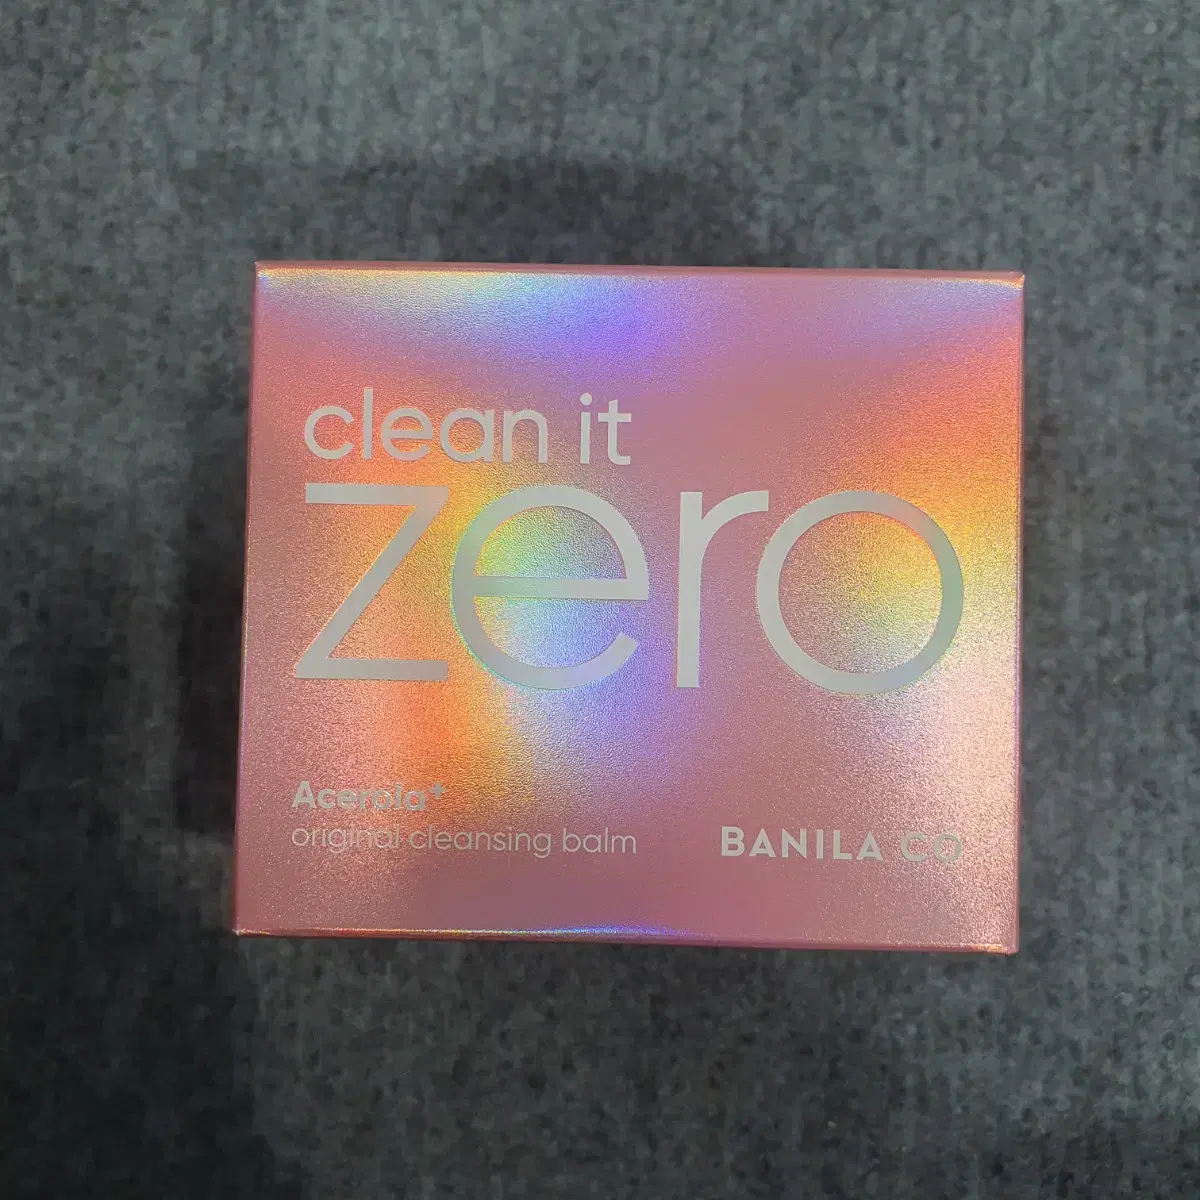 clean it
zero
Acerola⁺
original cleansing balm
BANILA CO